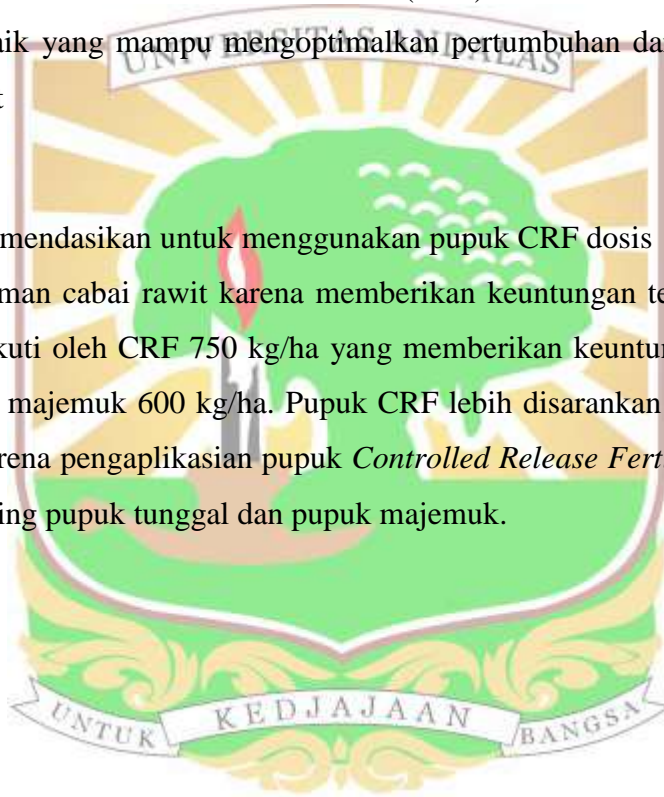 aik yang mampu mengoptimalkan pertumbuhan dan
UNIVERSITAS ANDALAS
mendasikan untuk menggunakan pupuk CRF dosis
man cabai rawit karena memberikan keuntungan te
kuti oleh CRF 750 kg/ha yang memberikan keuntun
majemuk 600 kg/ha. Pupuk CRF lebih disarankan
rena pengaplikasian pupuk Controlled Release Fert
ing pupuk tunggal dan pupuk majemuk.
UNTUK KEDJAJAAN BANGSA